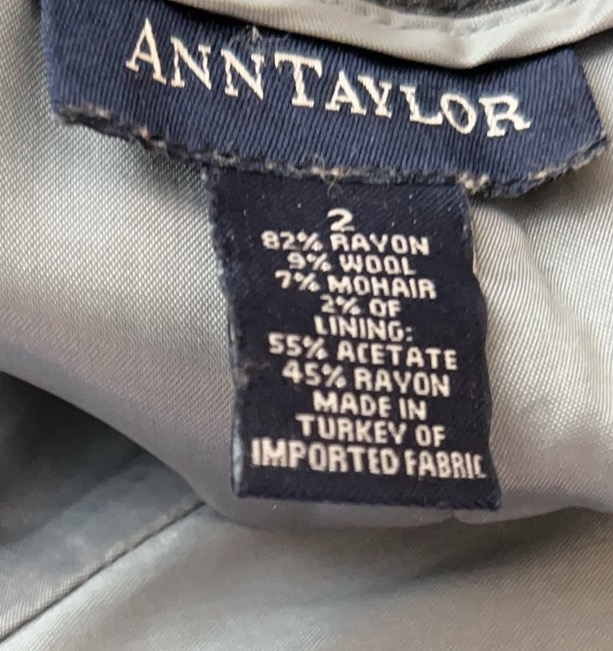 ANNTAYLOR
2
82% RAYON
9% WOOL
7% MOHAIR
2% OF
LINING:
55% ACETATE
45% RAYON
MADE IN
TURKEY OF
IMPORTED FABRIC